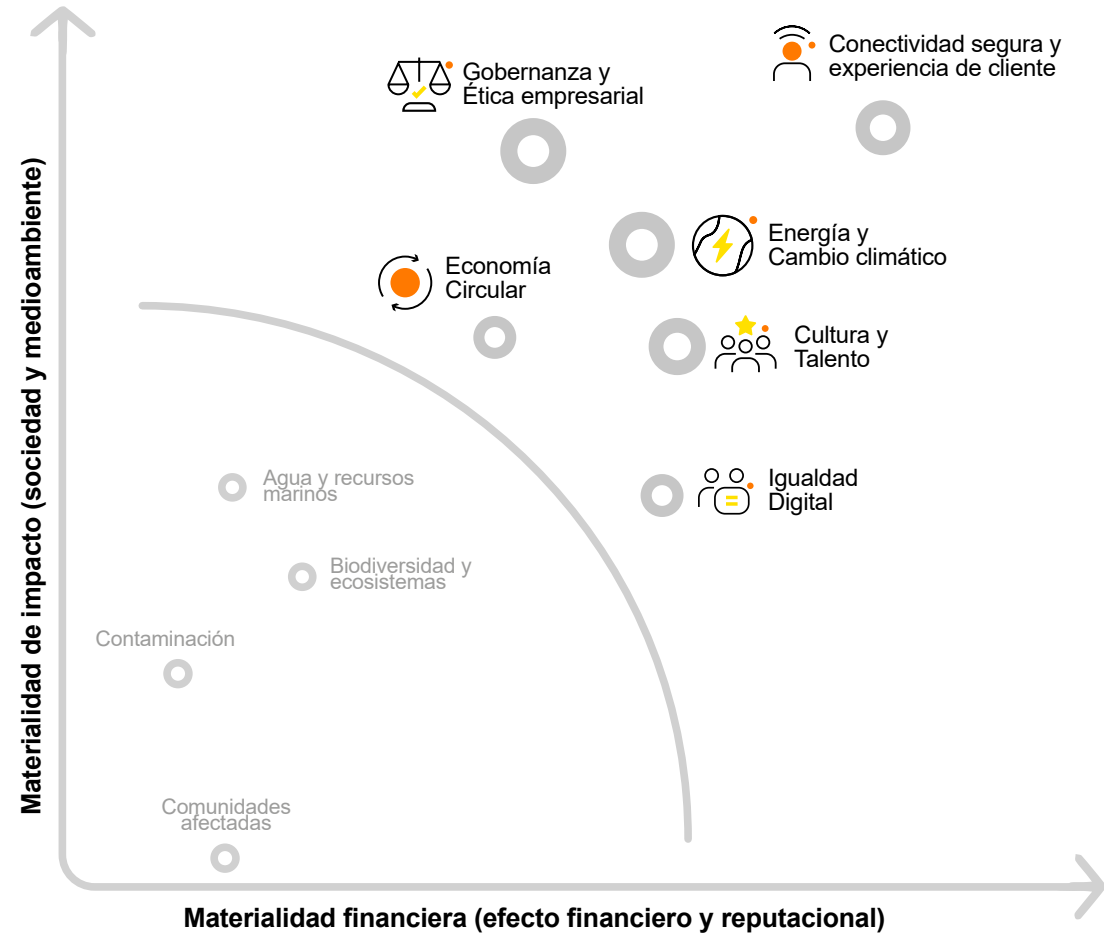 Conectividad segura y
experiencia de cliente
Gobernanza y
Ética empresarial
Energía y
Cambio climático
Economía
Circular
Cultura y
Talento
Igualdad
Digital
Agua y recursos
marinos
Biodiversidad y
ecosistemas
Contaminación
Comunidades
afectadas
Materialidad de impacto (sociedad y medioambiente)
Materialidad financiera (efecto financiero y reputacional)